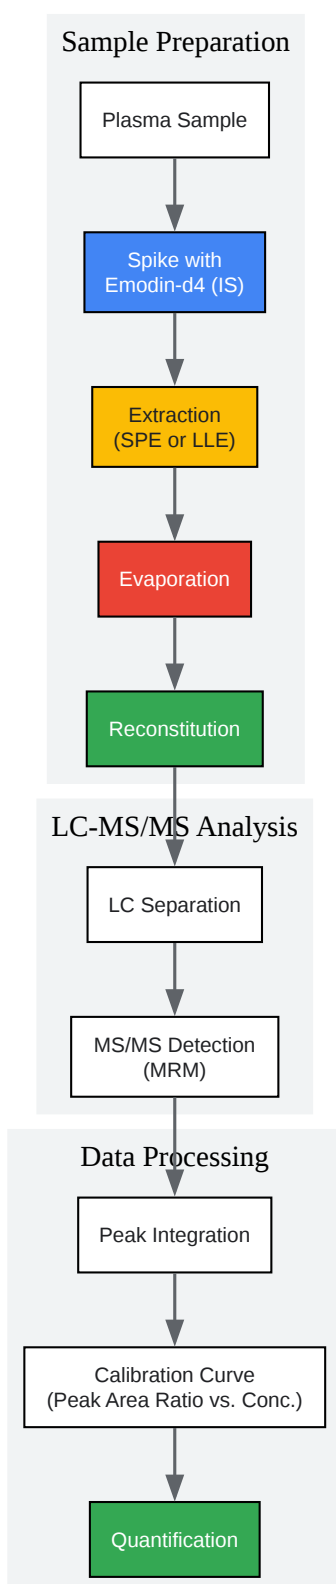 Sample Preparation
Plasma Sample
Spike with
Emodin-d4 (IS)
Extraction
(SPE or LLE)
Evaporation
Reconstitution
LC-MS/MS Analysis
LC Separation
MS/MS Detection
(MRM)
Data Processing
Peak Integration
Calibration Curve
(Peak Area Ratio vs. Conc.)
Quantification